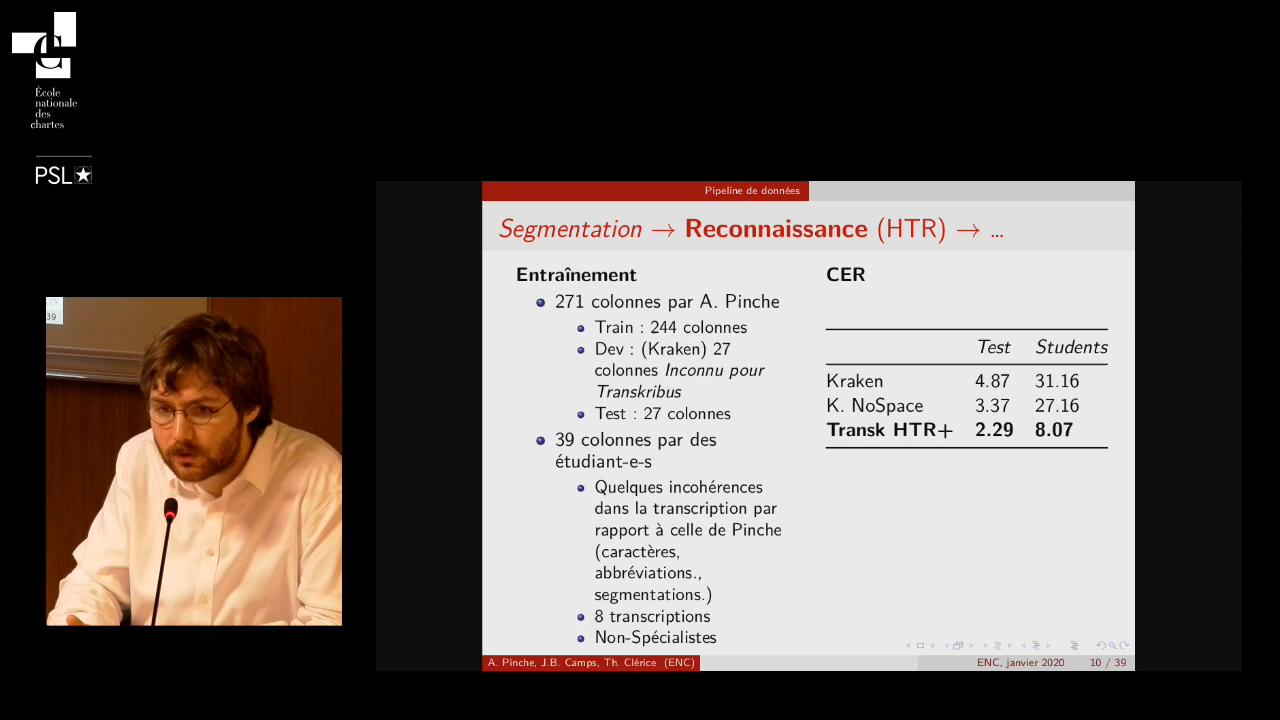 École
nationale
des
chartes
PSL
39
Pipeline de données
Segmentation → Reconnaissance (HTR) → ...
Entraînement
271 colonnes par A. Pinche
Train : 244 colonnes
Dev : (Kraken) 27
colonnes Inconnu pour
Transkribus
Test : 27 colonnes
39 colonnes par des
étudiant-e-s
Quelques incohérences
dans la transcription par
rapport à celle de Pinche
(caractères,
abbréviations.,
segmentations.)
8 transcriptions
Non-Spécialistes
CER
Test Students
Kraken 4.87 31.16
K. NoSpace 3.37 27.16
Transk HTR+ 2.29 8.07
A. Pinche, J.B. Camps, Th. Clérice (ENC)
ENC, janvier 2020 10 / 39